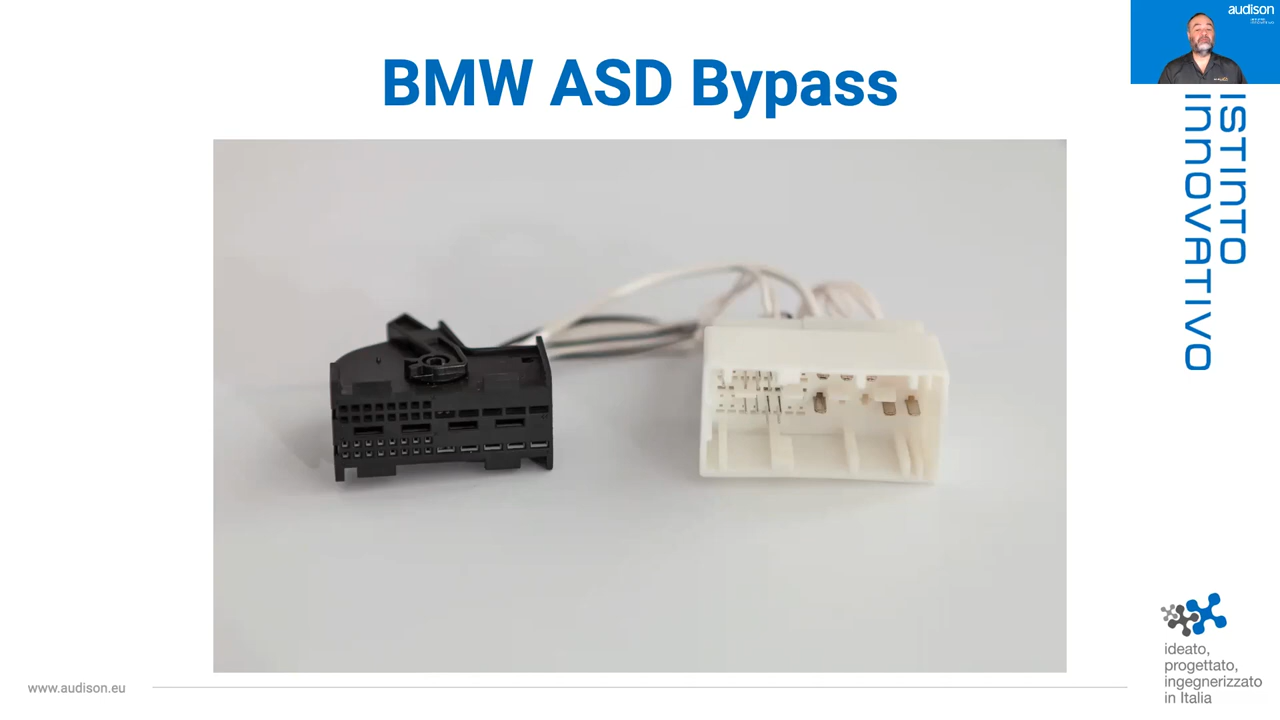 BMW ASD Bypass
audison
ISTINTO
INNOVATIVO
ideato,
progettato,
ingegnerizzato
in Italia
www.audison.eu